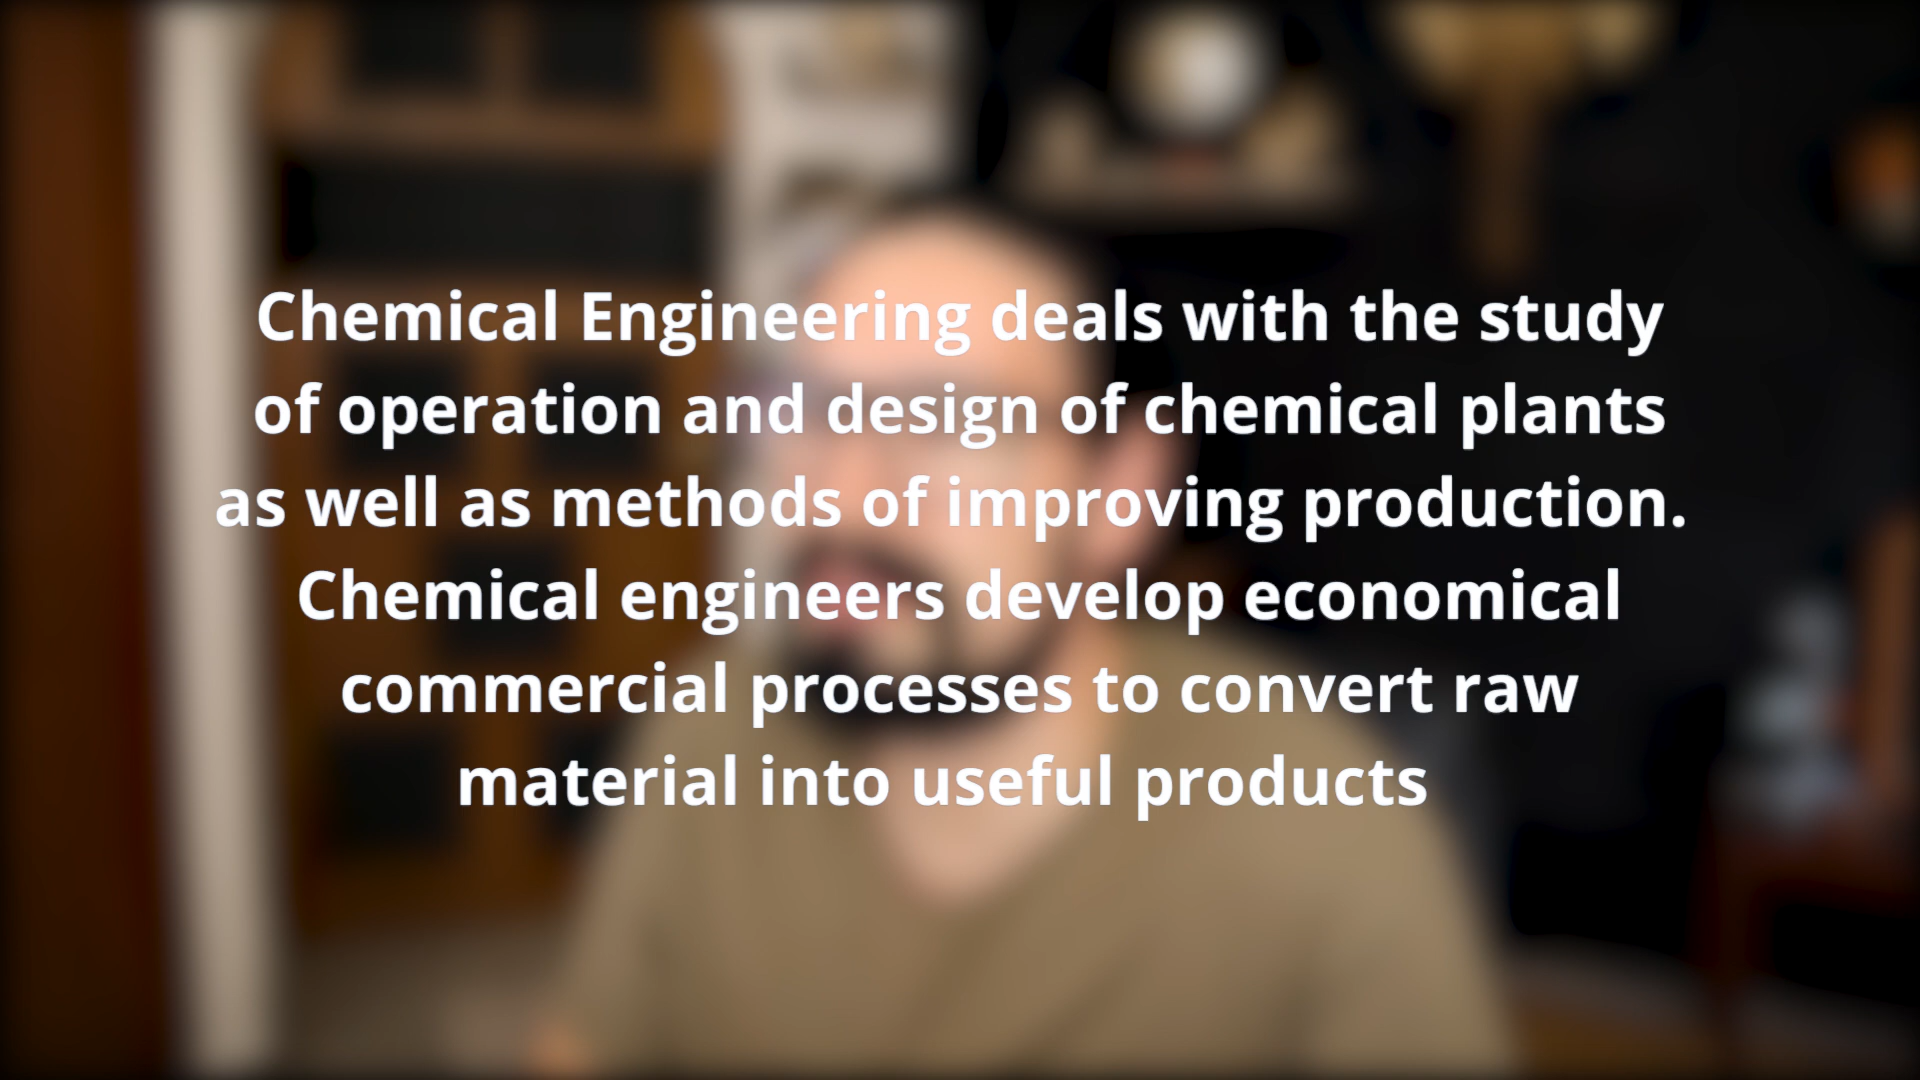 Chemical Engineering deals with the study
of operation and design of chemical plants
as well as methods of improving production.
Chemical engineers develop economical
commercial processes to convert raw
material into useful products